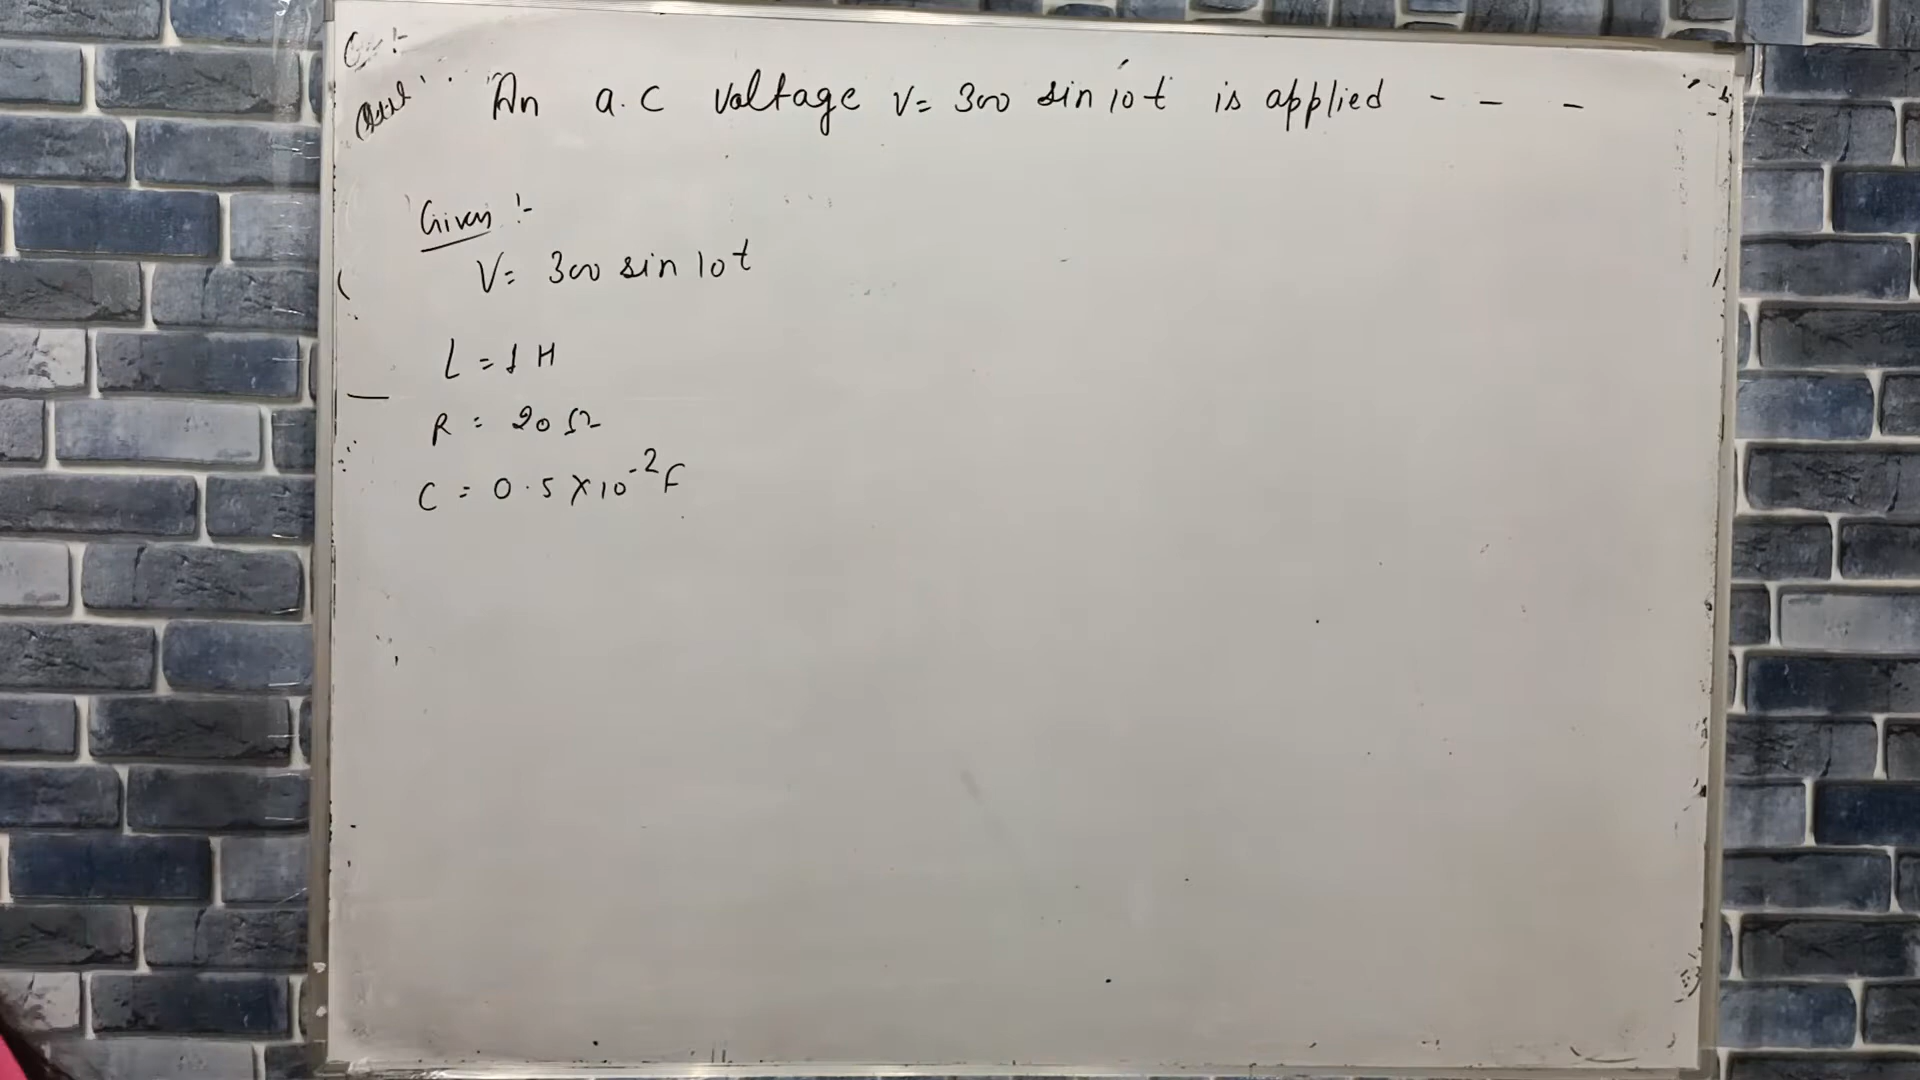 An a.c voltage V= 300 sin 10t is applied - - -
Given :-
V= 300 sin 10t
L = 1 H
R = 20 Ω
C = 0.5 × 10⁻² F